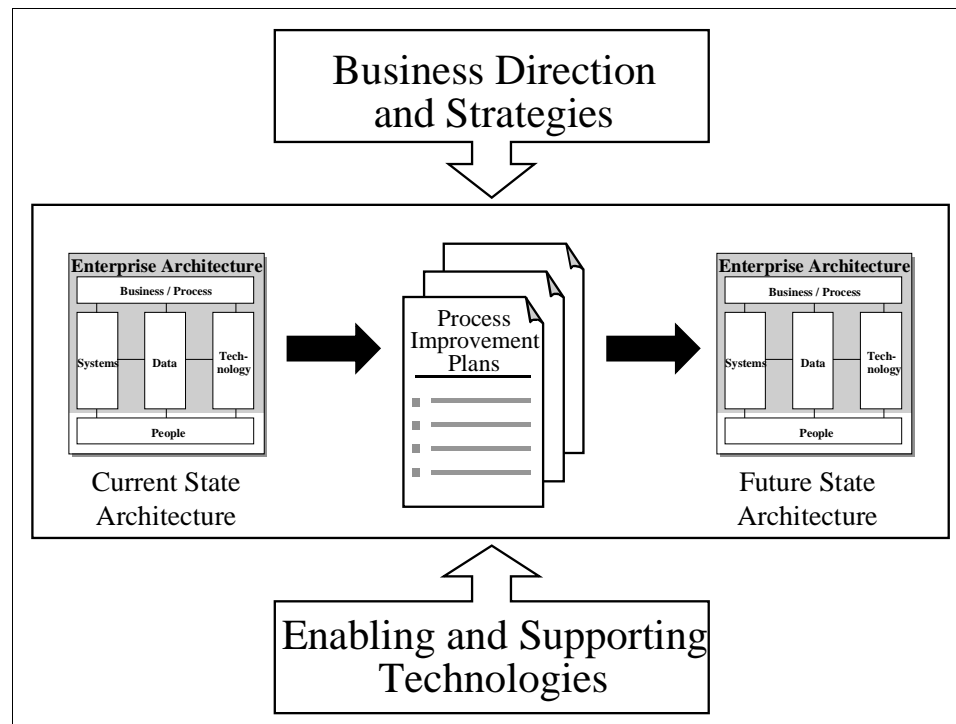 Business Direction
and Strategies
Enterprise Architecture
Business / Process
Systems
Data
Tech-
nology
People
Current State
Architecture
Process
Improvement
Plans
Enterprise Architecture
Business / Process
Systems
Data
Tech-
nology
People
Future State
Architecture
Enabling and Supporting
Technologies